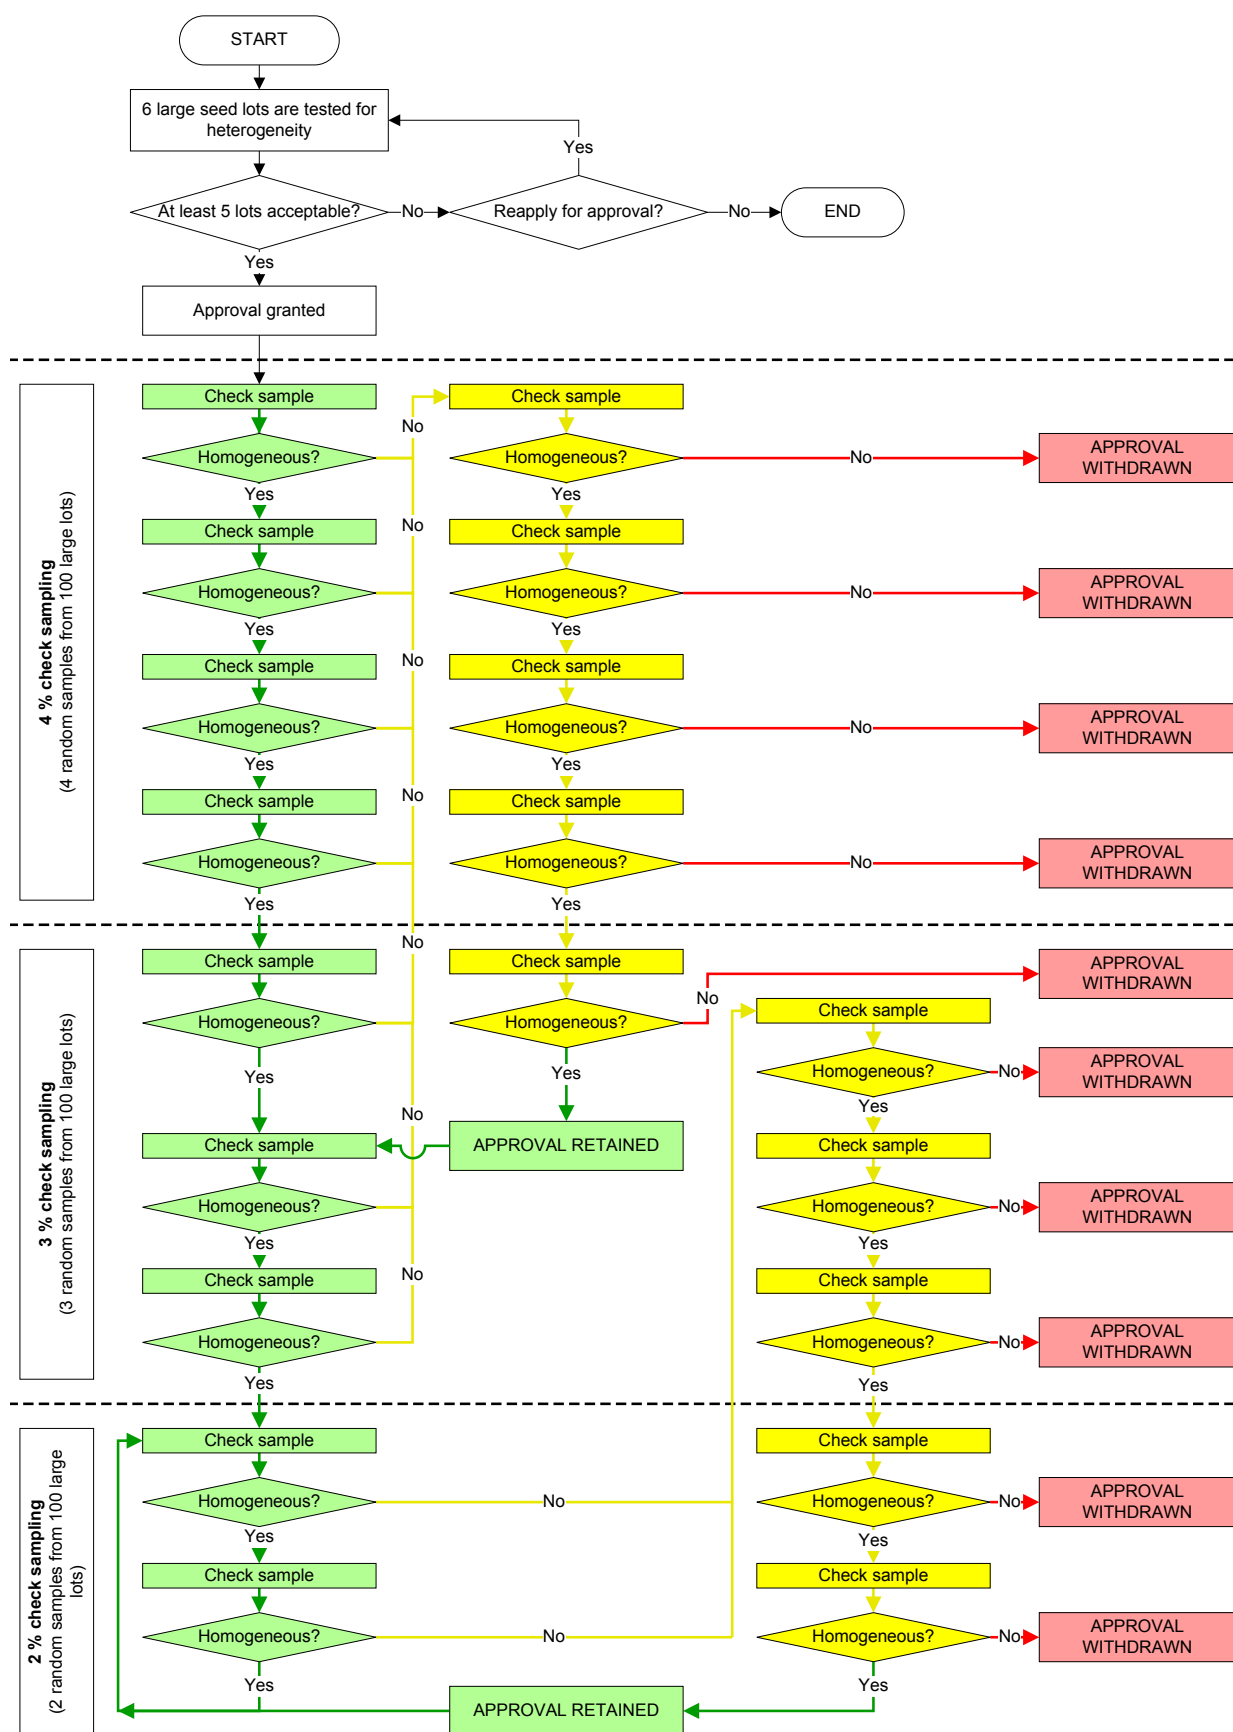 START
6 large seed lots are tested for
heterogeneity
Yes
At least 5 lots acceptable?
No
Reapply for approval?
No
END
Yes
Approval granted
4 % check sampling
(4 random samples from 100 large lots)
Check sample
Check sample
No
Homogeneous?
Homogeneous?
No
APPROVAL
WITHDRAWN
Yes
Yes
Check sample
No
Check sample
Homogeneous?
Homogeneous?
No
APPROVAL
WITHDRAWN
Yes
Yes
Check sample
No
Check sample
Homogeneous?
Homogeneous?
No
APPROVAL
WITHDRAWN
Yes
Yes
Check sample
No
Check sample
Homogeneous?
Homogeneous?
No
APPROVAL
WITHDRAWN
Yes
Yes
3 % check sampling
(3 random samples from 100 large lots)
No
Check sample
Check sample
APPROVAL
WITHDRAWN
No
Homogeneous?
Homogeneous?
Check sample
Yes
Yes
Homogeneous?
No
APPROVAL
WITHDRAWN
Yes
No
Check sample
APPROVAL RETAINED
Check sample
Homogeneous?
Homogeneous?
No
APPROVAL
WITHDRAWN
Yes
Yes
Check sample
No
Check sample
Homogeneous?
Homogeneous?
No
APPROVAL
WITHDRAWN
Yes
Yes
2 % check sampling
(2 random samples from 100 large
lots)
Check sample
Check sample
Homogeneous?
No
Homogeneous?
No
APPROVAL
WITHDRAWN
Yes
Yes
Check sample
Check sample
Homogeneous?
No
Homogeneous?
No
APPROVAL
WITHDRAWN
Yes
Yes
APPROVAL RETAINED